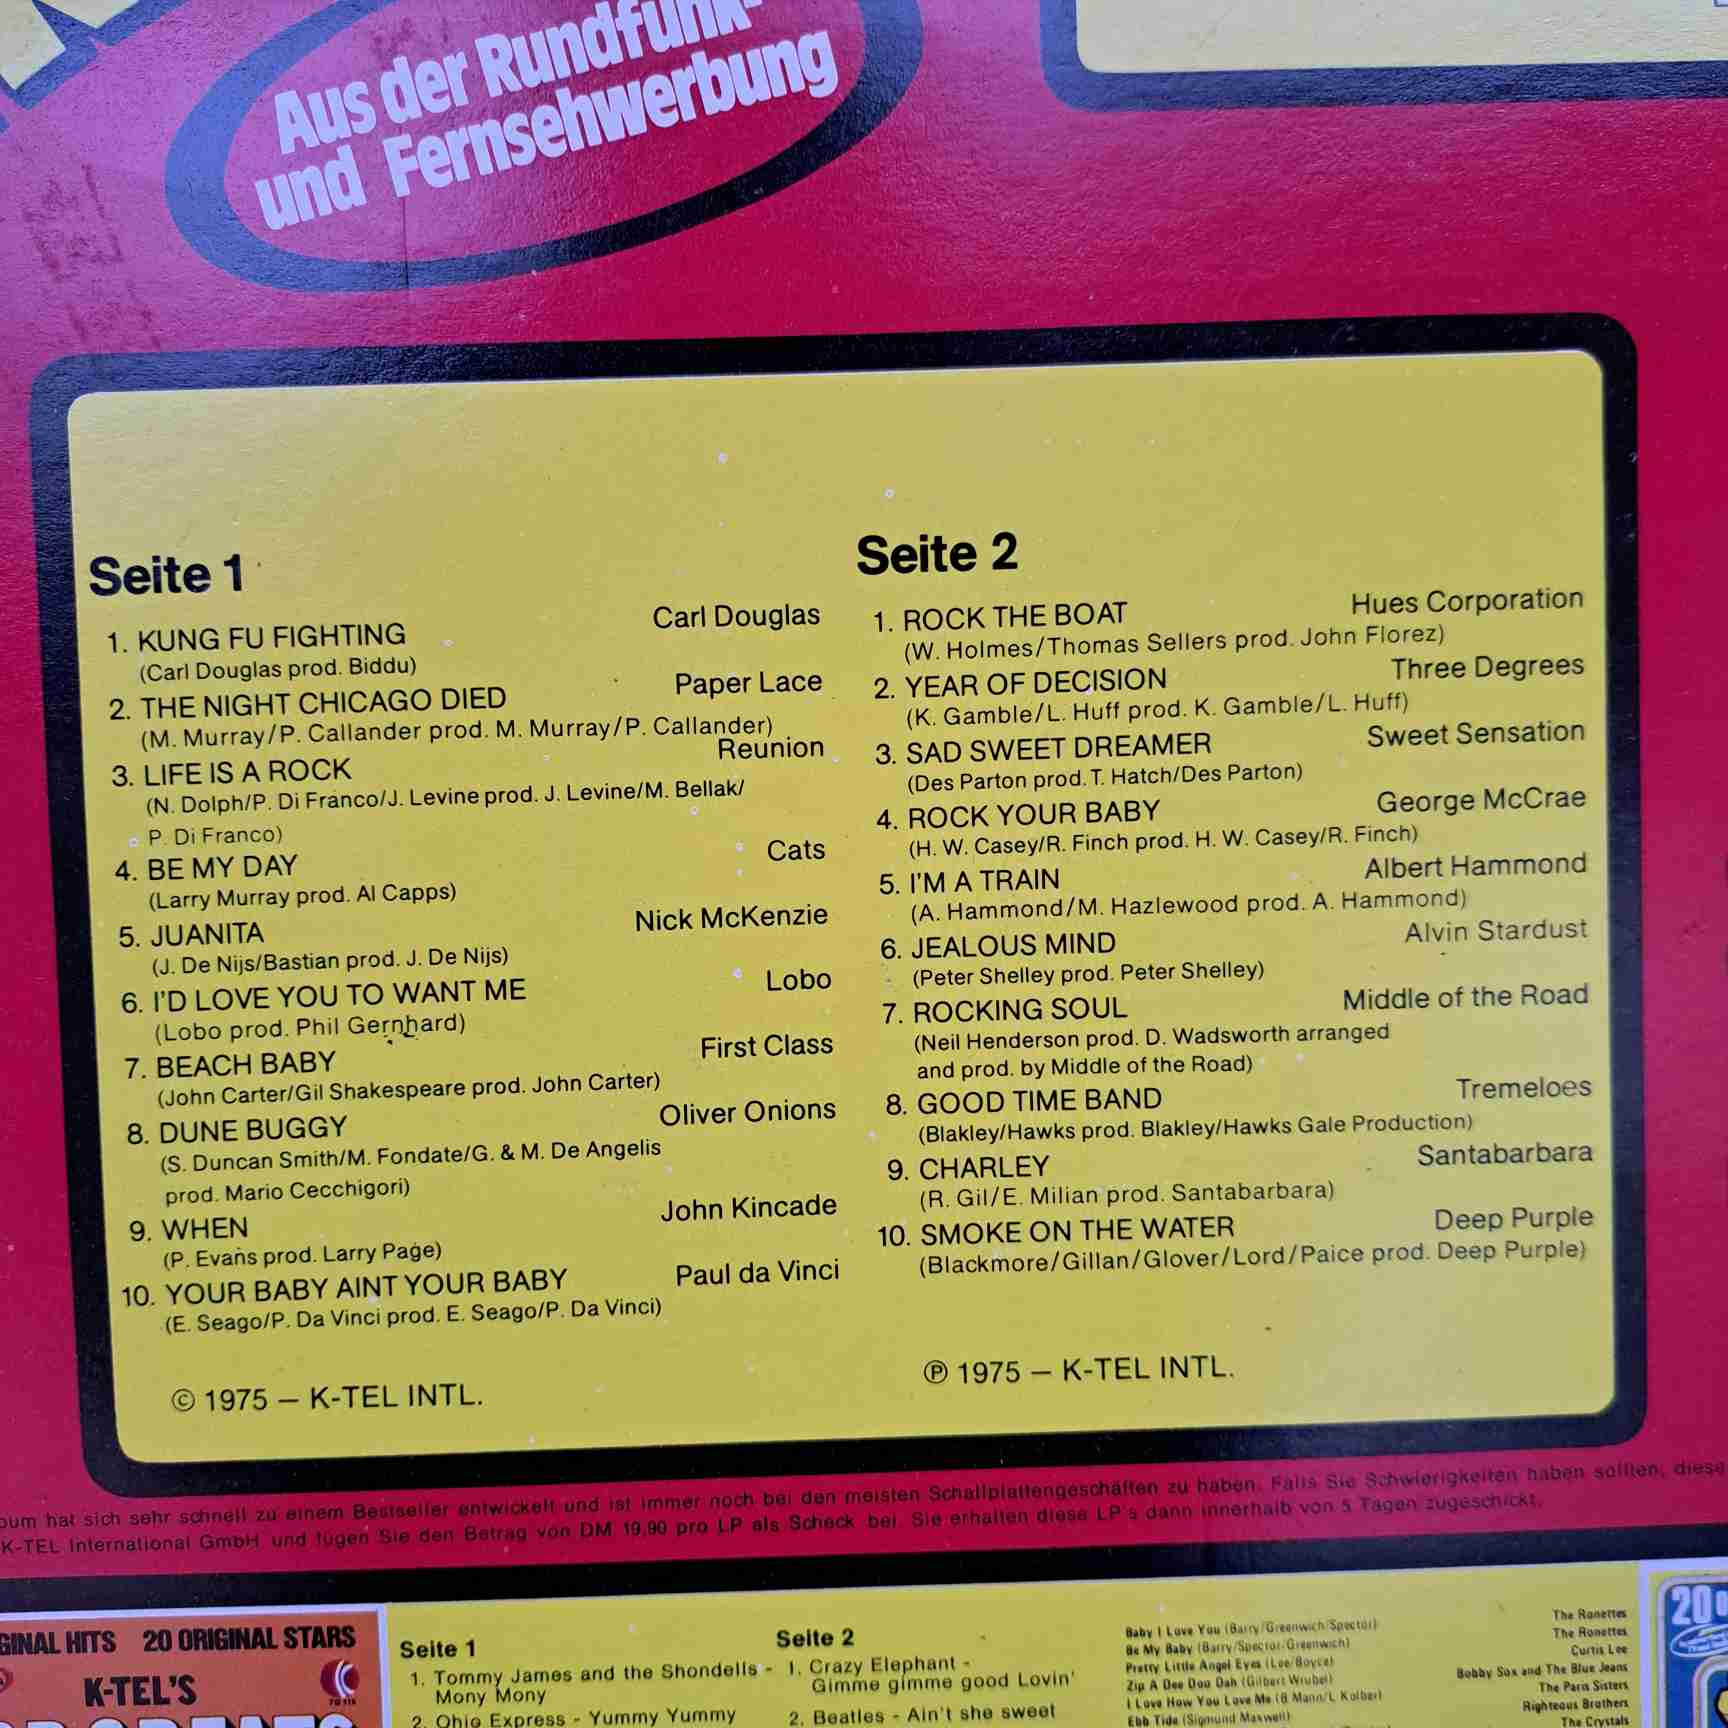 Aus der Rundfunk-
und Fernsehwerbung
Seite 1
1. KUNG FU FIGHTING Carl Douglas
(Carl Douglas prod. Biddu)
2. THE NIGHT CHICAGO DIED Paper Lace
(M. Murray/P. Callander prod. M. Murray/P. Callander)
3. LIFE IS A ROCK Reunion
(N. Dolph/P. Di Franco/J. Levine prod. J. Levine/M. Bellak/
P. Di Franco)
4. BE MY DAY Cats
(Larry Murray prod. Al Capps)
5. JUANITA Nick McKenzie
(J. De Nijs/Bastian prod. J. De Nijs)
6. I'D LOVE YOU TO WANT ME Lobo
(Lobo prod. Phil Gernhard)
7. BEACH BABY First Class
(John Carter/Gil Shakespeare prod. John Carter)
8. DUNE BUGGY Oliver Onions
(S. Duncan Smith/M. Fondate/G. & M. De Angelis
prod. Mario Cecchigori)
9. WHEN John Kincade
(P. Evans prod. Larry Page)
10. YOUR BABY AINT YOUR BABY Paul da Vinci
(E. Seago/P. Da Vinci prod. E. Seago/P. Da Vinci)
© 1975 – K-TEL INTL.
Seite 2
1. ROCK THE BOAT Hues Corporation
(W. Holmes/Thomas Sellers prod. John Florez)
2. YEAR OF DECISION Three Degrees
(K. Gamble/L. Huff prod. K. Gamble/L. Huff)
3. SAD SWEET DREAMER Sweet Sensation
(Des Parton prod. T. Hatch/Des Parton)
4. ROCK YOUR BABY George McCrae
(H. W. Casey/R. Finch prod. H. W. Casey/R. Finch)
5. I'M A TRAIN Albert Hammond
(A. Hammond/M. Hazlewood prod. A. Hammond)
6. JEALOUS MIND Alvin Stardust
(Peter Shelley prod. Peter Shelley)
7. ROCKING SOUL Middle of the Road
(Neil Henderson prod. D. Wadsworth arranged
and prod. by Middle of the Road)
8. GOOD TIME BAND Tremeloes
(Blakley/Hawks prod. Blakley/Hawks Gale Production)
9. CHARLEY Santabarbara
(R. Gil/E. Milian prod. Santabarbara)
10. SMOKE ON THE WATER Deep Purple
(Blackmore/Gillan/Glover/Lord/Paice prod. Deep Purple)
℗ 1975 – K-TEL INTL.
bum hat sich sehr schnell zu einem Bestseller entwickelt und ist immer noch bei den meisten Schallplattengeschäften zu haben. Falls Sie Schwierigkeiten haben sollten, diese
K-TEL International GmbH und fügen Sie den Betrag von DM 19,90 pro LP als Scheck bei. Sie erhalten diese LP's dann innerhalb von 5 Tagen zugeschickt.
GINAL HITS 20 ORIGINAL STARS
K-TEL'S
Seite 1
1. Tommy James and the Shondells -
Mony Mony
2. Ohio Express - Yummy Yummy
Seite 2
1. Crazy Elephant -
Gimme gimme good Lovin'
2. Beatles - Ain't she sweet
Baby I Love You (Barry/Greenwich/Spector) The Ronettes
Be My Baby (Barry/Spector/Greenwich) The Ronettes
Pretty Little Angel Eyes (Lee/Boyce) Curtis Lee
Zip A Dee Doo Dah (Gilbert Wrubel) Bobby Sox and The Blue Jeans
I Love How You Love Me (B. Mann/L. Kolber) The Paris Sisters
Ebb Tide (Sigmund Maxwell) Righteous Brothers
The Crystals
20